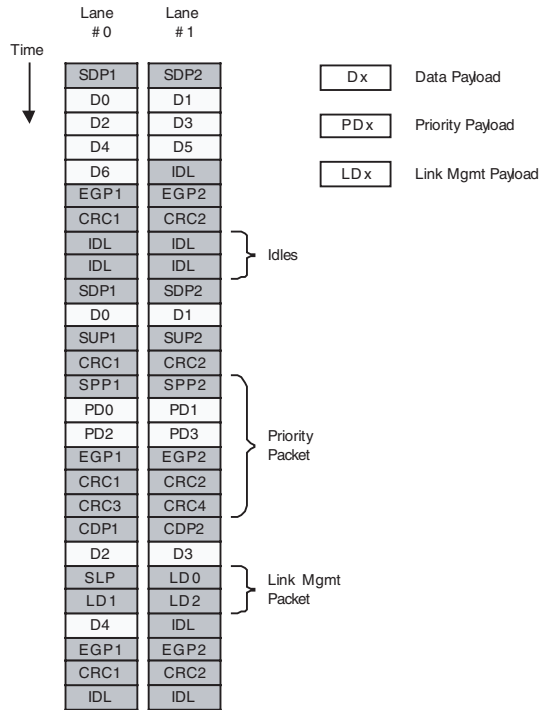 Lane Lane
# 0 # 1
Time
SDP1 SDP2
D0 D1
D2 D3
D4 D5
D6 IDL
EGP1 EGP2
CRC1 CRC2
IDL IDL
IDL IDL
SDP1 SDP2
D0 D1
SUP1 SUP2
CRC1 CRC2
SPP1 SPP2
PD0 PD1
PD2 PD3
EGP1 EGP2
CRC1 CRC2
CRC3 CRC4
CDP1 CDP2
D2 D3
SLP LD0
LD1 LD2
D4 IDL
EGP1 EGP2
CRC1 CRC2
IDL IDL
Idles
Priority
Packet
Link Mgmt
Packet
Dx Data Payload
PDx Priority Payload
LDx Link Mgmt Payload